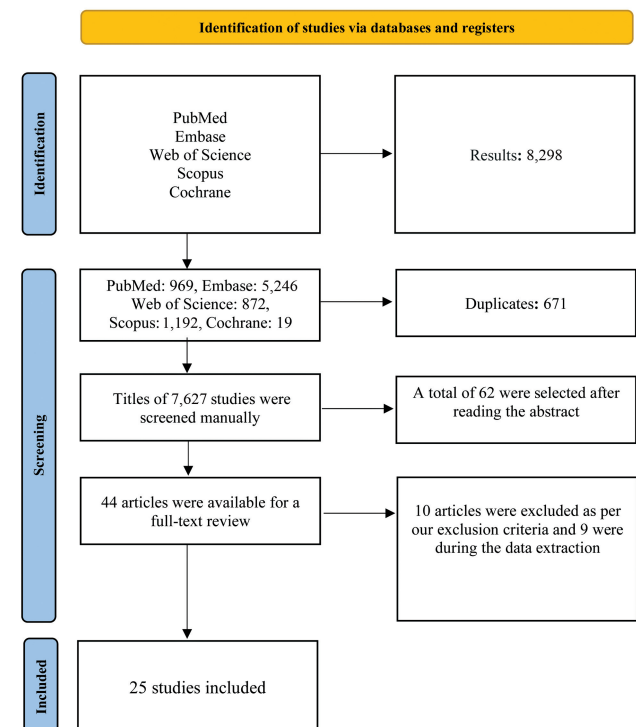 Identification of studies via databases and registers
Identification
PubMed
Embase
Web of Science
Scopus
Cochrane
Results: 8,298
Screening
PubMed: 969, Embase: 5,246
Web of Science: 872,
Scopus: 1,192, Cochrane: 19
Duplicates: 671
Titles of 7,627 studies were
screened manually
A total of 62 were selected after
reading the abstract
44 articles were available for a
full-text review
10 articles were excluded as per
our exclusion criteria and 9 were
during the data extraction
Included
25 studies included